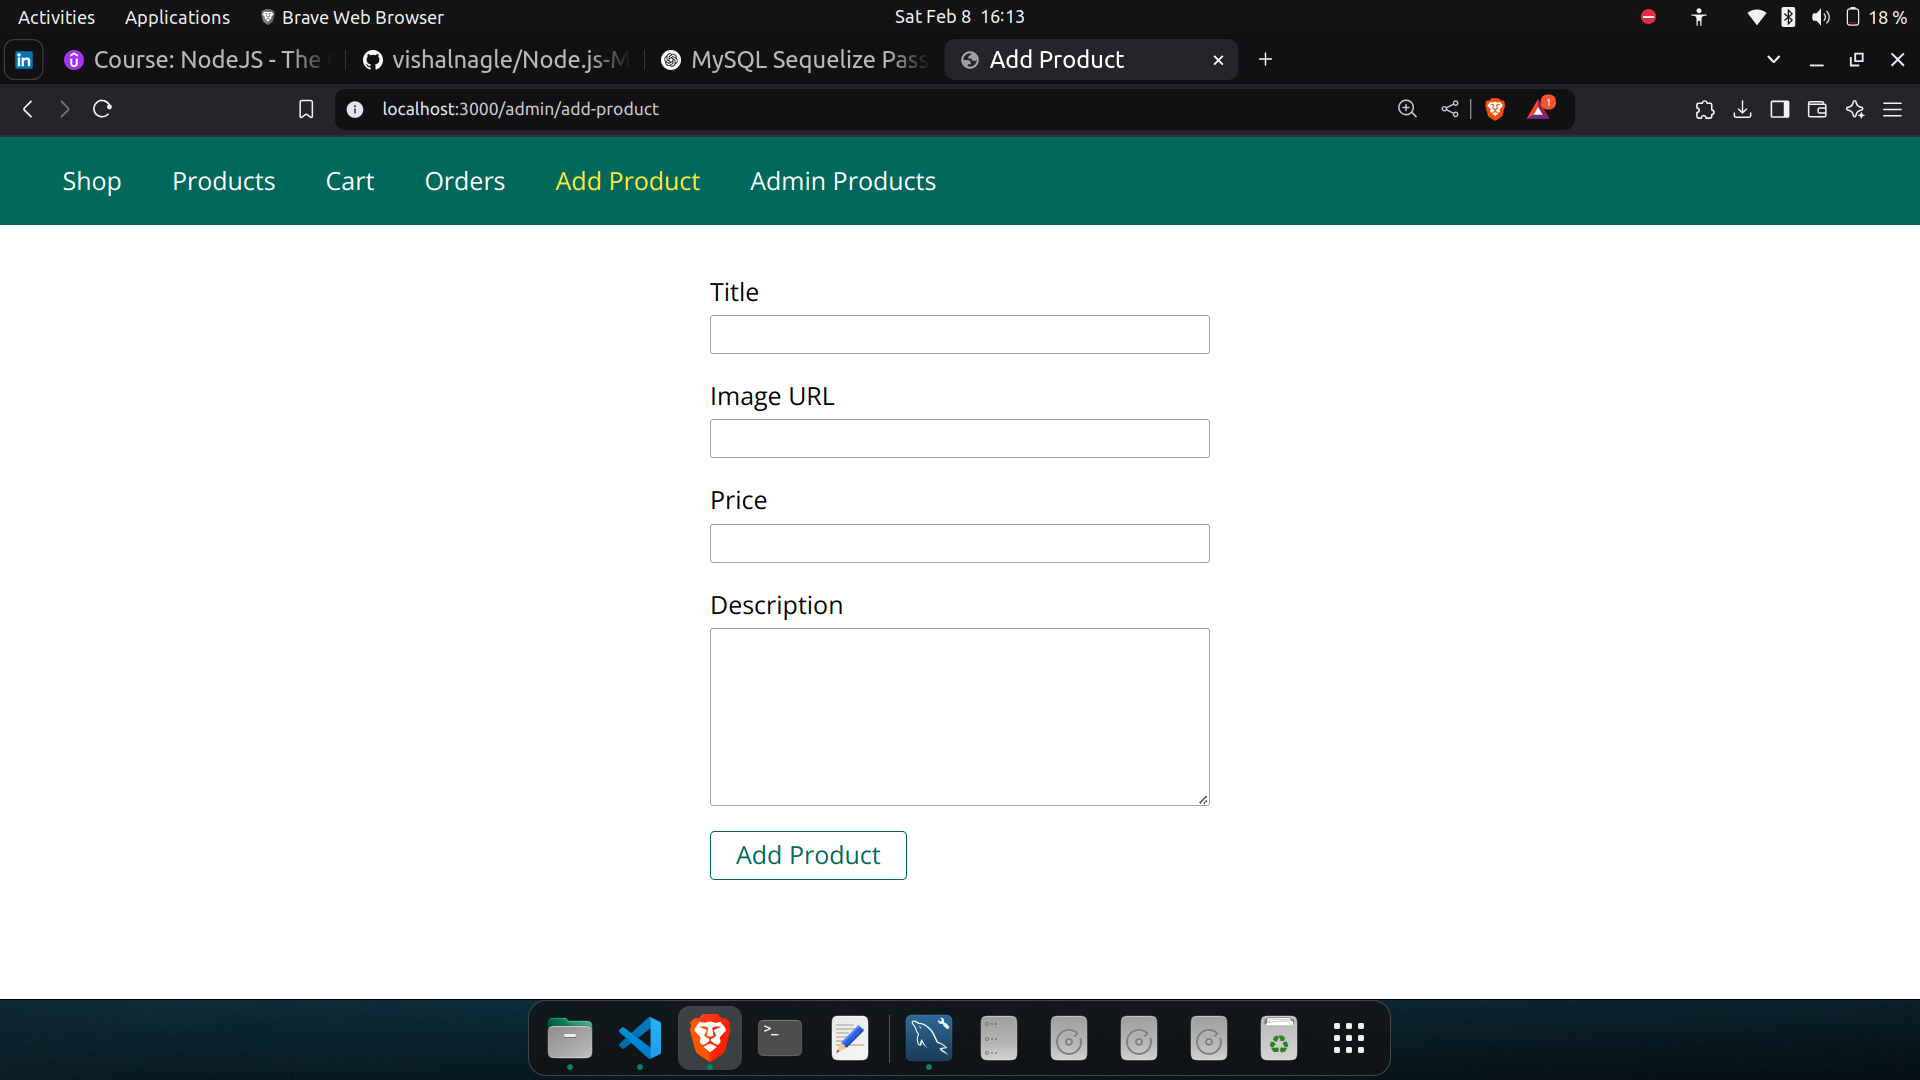 Activities Applications Brave Web Browser Sat Feb 8 16:13 18 %
in Course: NodeJS - The vishalnagle/Node.js-M MySQL Sequelize Pass Add Product
localhost:3000/admin/add-product 1
Shop Products Cart Orders Add Product Admin Products
Title
Image URL
Price
Description
Add Product
>_